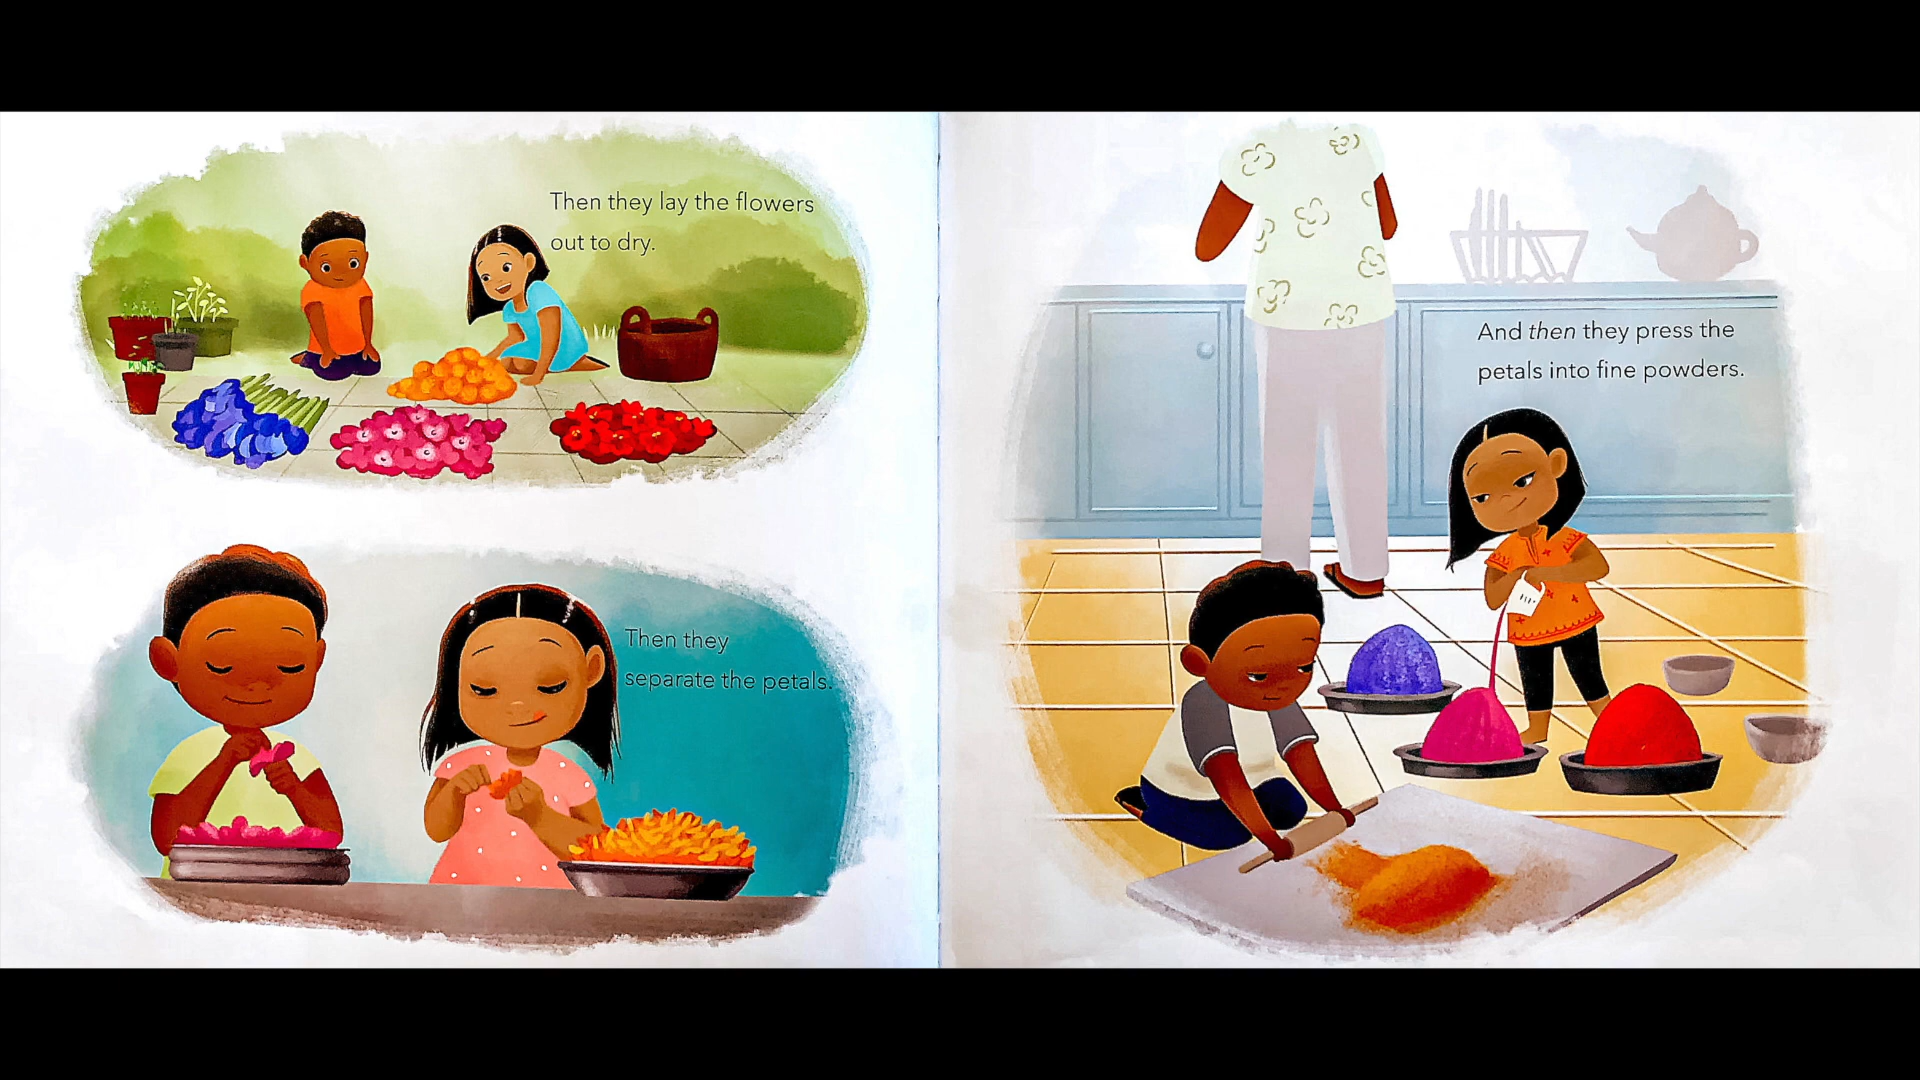 Then they lay the flowers
out to dry.
Then they
separate the petals.
And then they press the
petals into fine powders.